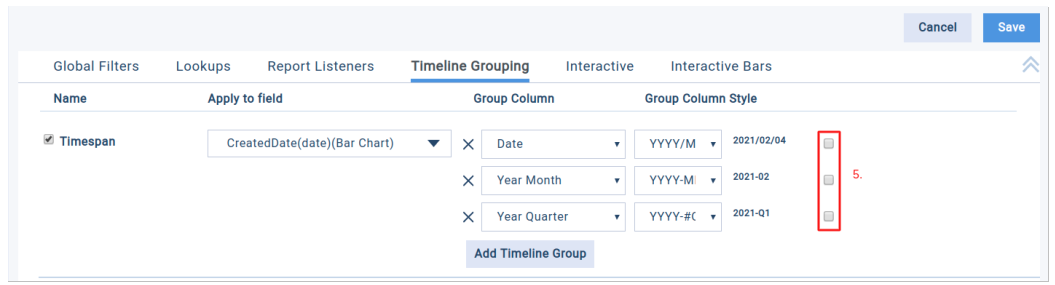 Cancel Save
Global Filters Lookups Report Listeners Timeline Grouping Interactive Interactive Bars
Name Apply to field Group Column Group Column Style
Timespan CreatedDate(date)(Bar Chart) Date YYYY/M 2021/02/04
Year Month YYYY-M 2021-02 5.
Year Quarter YYYY-#( 2021-Q1
Add Timeline Group